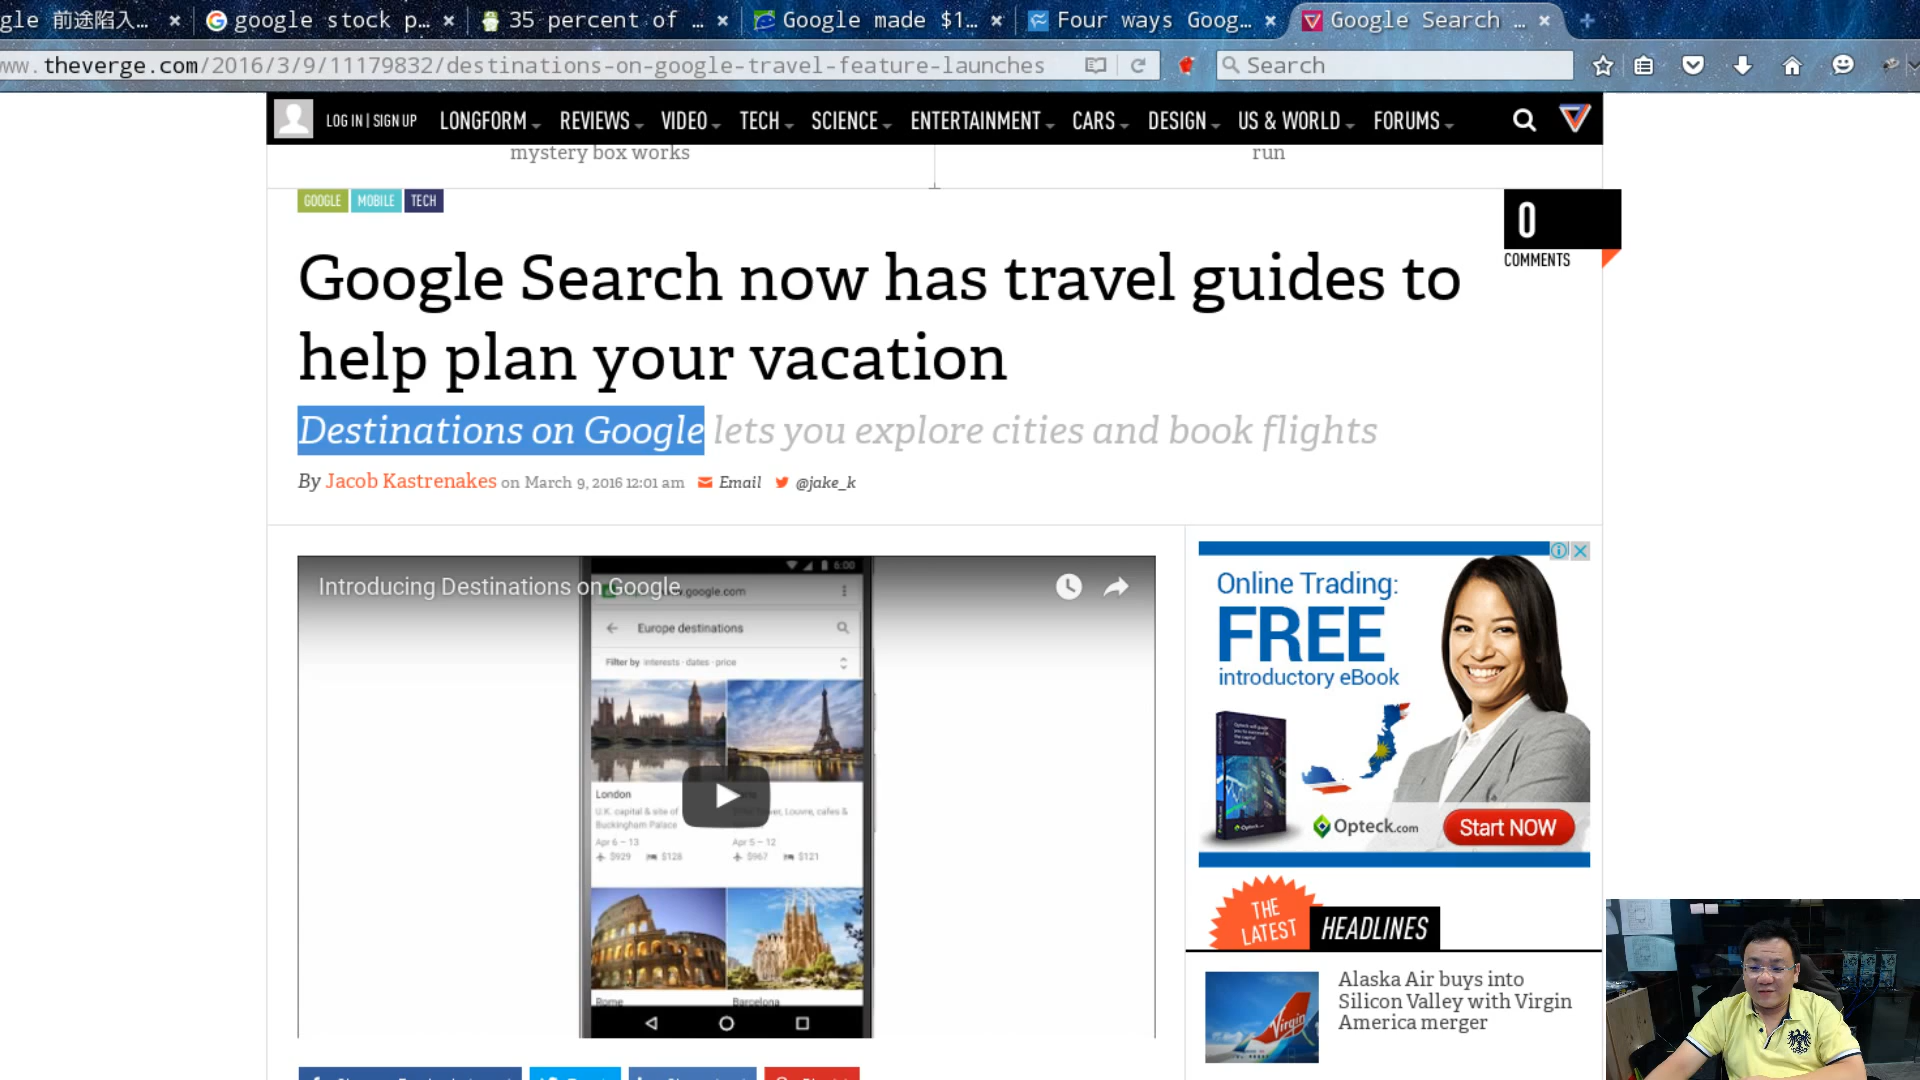 gle 前途陷入...
google stock p...
35 percent of ...
Google made $1...
Four ways Goog...
Google Search ...
ww.theverge.com/2016/3/9/11179832/destinations-on-google-travel-feature-launches
Search
LOG IN | SIGN UP
LONGFORM
REVIEWS
VIDEO
TECH
SCIENCE
ENTERTAINMENT
CARS
DESIGN
US & WORLD
FORUMS
mystery box works
run
GOOGLE
MOBILE
TECH
0
COMMENTS
Google Search now has travel guides to
help plan your vacation
Destinations on Google lets you explore cities and book flights
By Jacob Kastrenakes on March 9, 2016 12:01 am Email @jake_k
Introducing Destinations on Google
6:00
.google.com
Europe destinations
Filter by interests · dates · price
London
U.K. capital & site of
Buckingham Palace
Louvre, cafes &
Apr 6 – 13
Apr 5 – 12
$929 $128
$967 $121
Rome
Barcelona
Online Trading:
FREE
introductory eBook
Opteck.com
Start NOW
THE
LATEST
HEADLINES
Alaska Air buys into
Silicon Valley with Virgin
America merger
Virgin